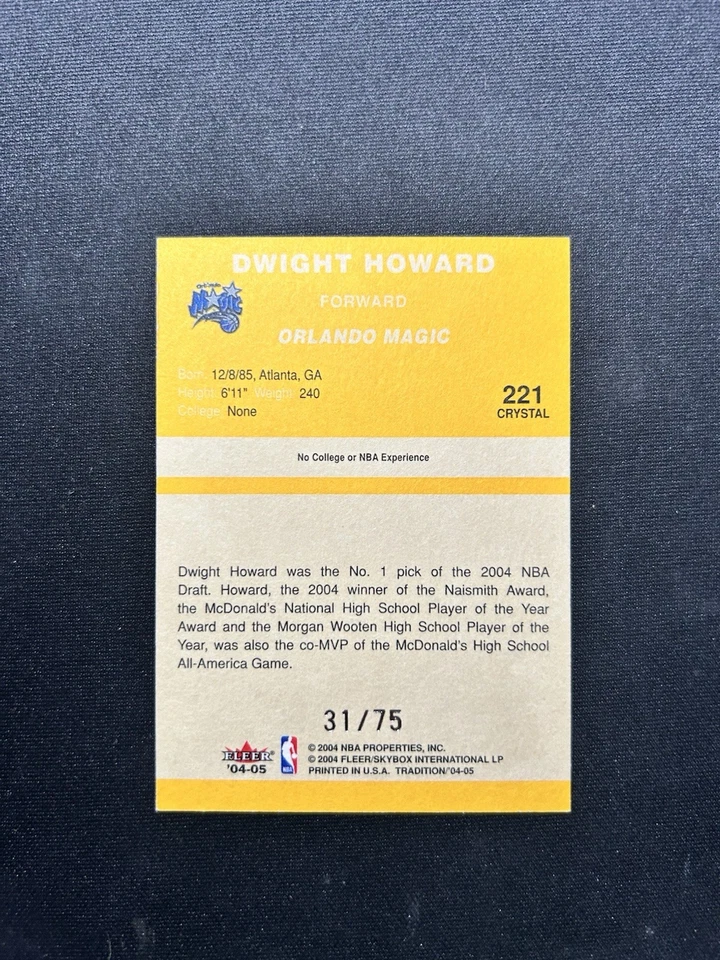 DWIGHT HOWARD
Orlando
MAGIC
FORWARD
ORLANDO MAGIC
Born: 12/8/85, Atlanta, GA
Height: 6'11" Weight: 240
College: None
221
CRYSTAL
No College or NBA Experience
Dwight Howard was the No. 1 pick of the 2004 NBA
Draft. Howard, the 2004 winner of the Naismith Award,
the McDonald's National High School Player of the Year
Award and the Morgan Wooten High School Player of the
Year, was also the co-MVP of the McDonald's High School
All-America Game.
31/75
FLEER
'04-05
NBA
© 2004 NBA PROPERTIES, INC.
© 2004 FLEER/SKYBOX INTERNATIONAL LP
PRINTED IN U.S.A. TRADITION/'04-05